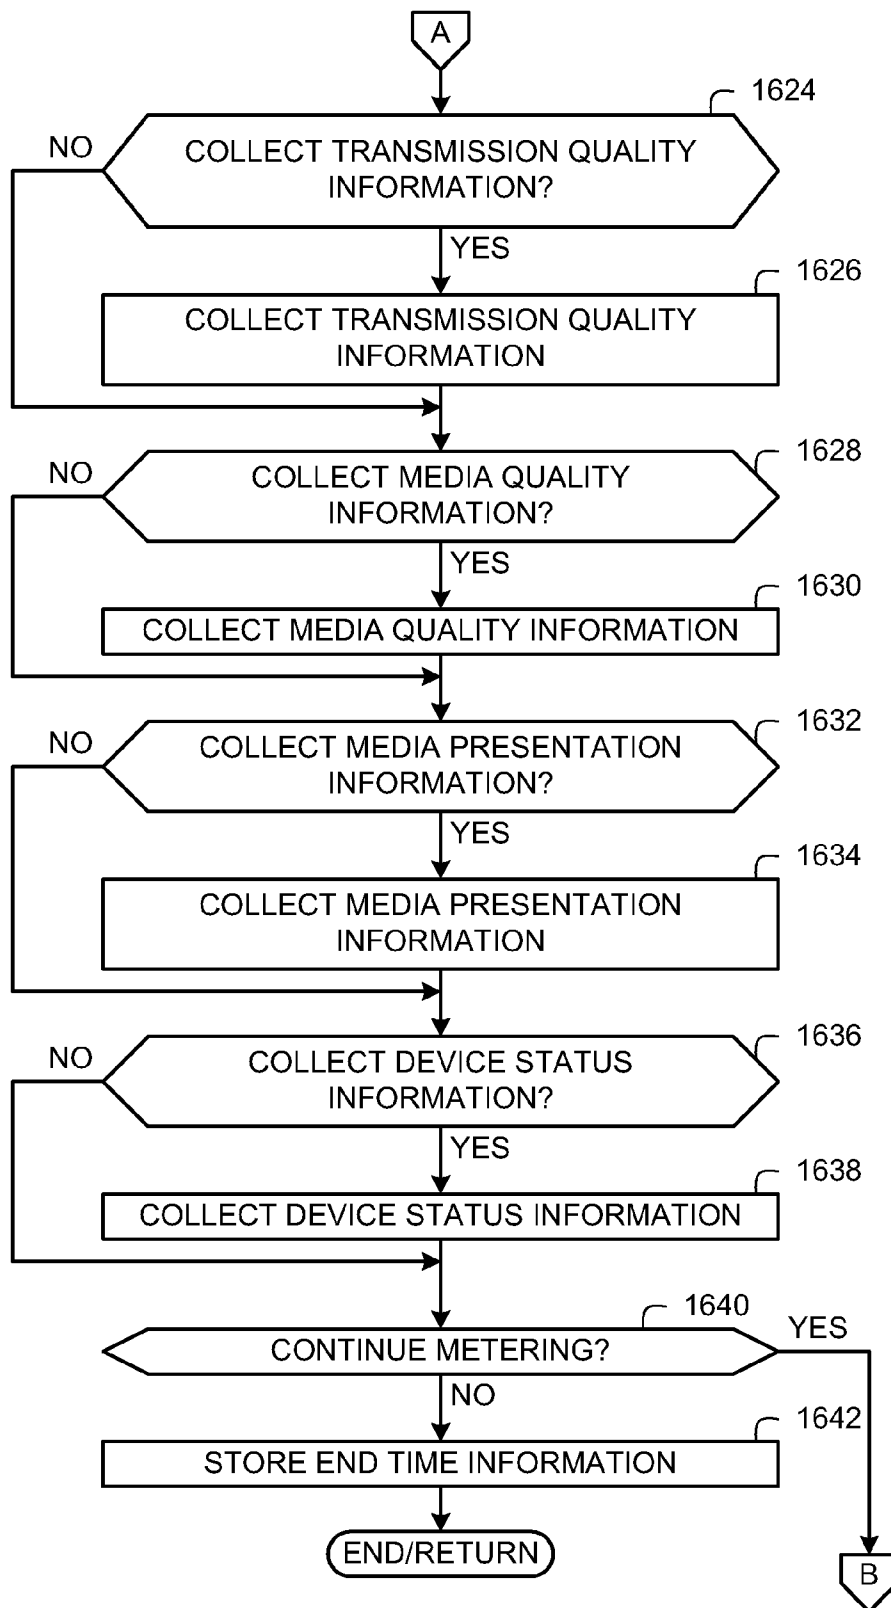 A
1624
NO
COLLECT TRANSMISSION QUALITY
INFORMATION?
YES
1626
COLLECT TRANSMISSION QUALITY
INFORMATION
1628
NO
COLLECT MEDIA QUALITY
INFORMATION?
YES
1630
COLLECT MEDIA QUALITY INFORMATION
1632
NO
COLLECT MEDIA PRESENTATION
INFORMATION?
YES
1634
COLLECT MEDIA PRESENTATION
INFORMATION
1636
NO
COLLECT DEVICE STATUS
INFORMATION?
YES
1638
COLLECT DEVICE STATUS INFORMATION
1640
YES
CONTINUE METERING?
NO
1642
STORE END TIME INFORMATION
END/RETURN
B